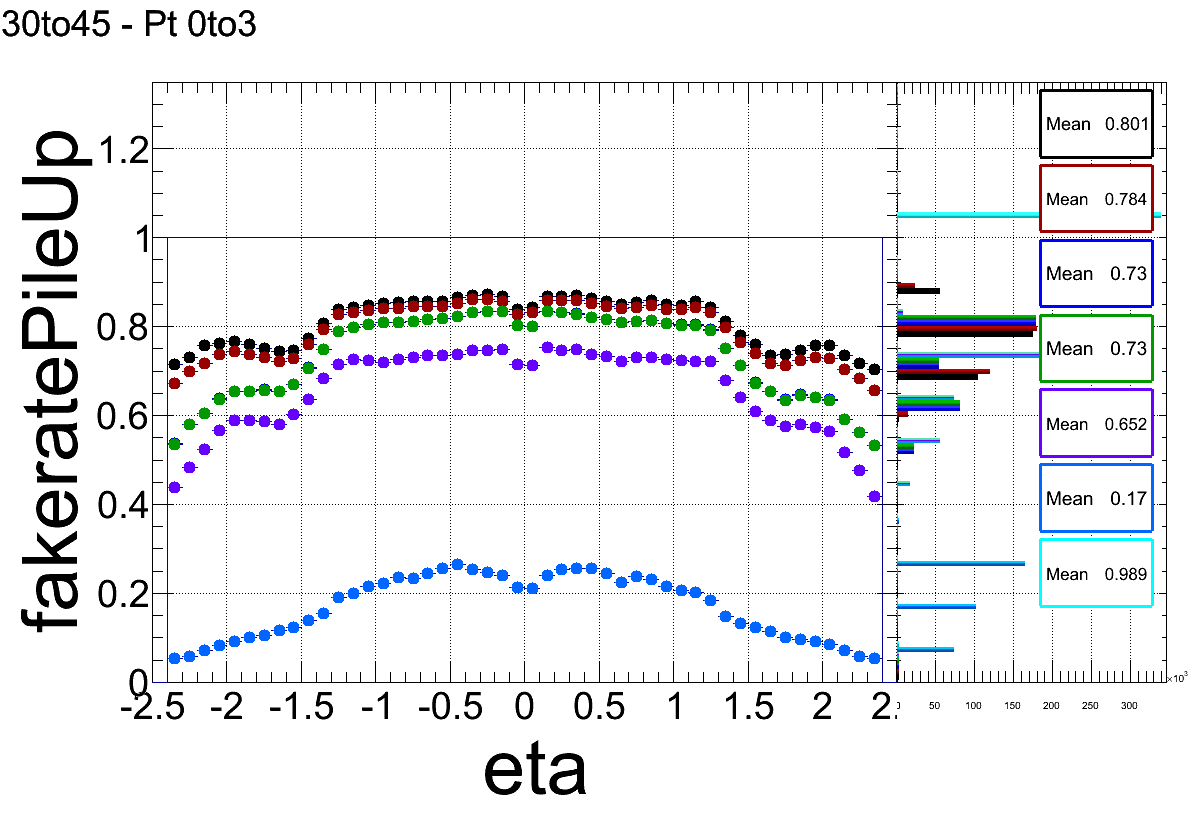 30to45 - Pt 0to3
fakeratePileUp
1.2
1
0.8
0.6
0.4
0.2
0
-2.5 -2 -1.5 -1 -0.5 0 0.5 1 1.5 2 2.
eta
Mean 0.801
Mean 0.784
Mean 0.73
Mean 0.73
Mean 0.652
Mean 0.17
Mean 0.989
×10³
0 50 100 150 200 250 300